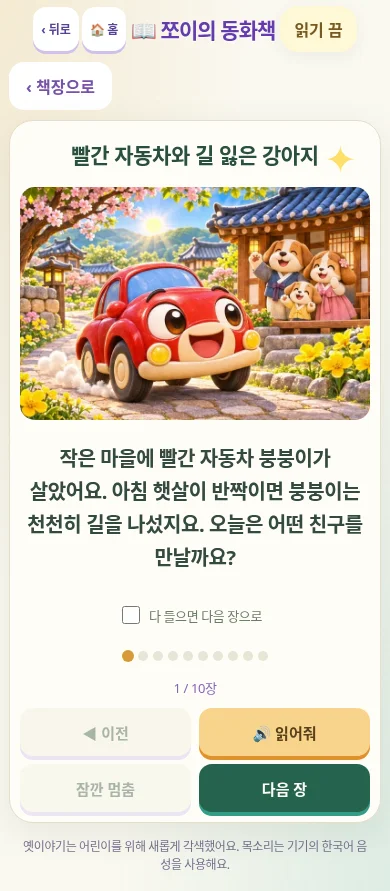 ‹ 뒤로
🏠 홈
📖 쪼이의 동화책
읽기 끔
‹ 책장으로
빨간 자동차와 길 잃은 강아지
작은 마을에 빨간 자동차 붕붕이가
살았어요. 아침 햇살이 반짝이면 붕붕이는
천천히 길을 나섰지요. 오늘은 어떤 친구를
만날까요?
다 들으면 다음 장으로
1 / 10장
◀ 이전
🔊 읽어줘
잠깐 멈춤
다음 장
옛이야기는 어린이를 위해 새롭게 각색했어요. 목소리는 기기의 한국어 음
성을 사용해요.